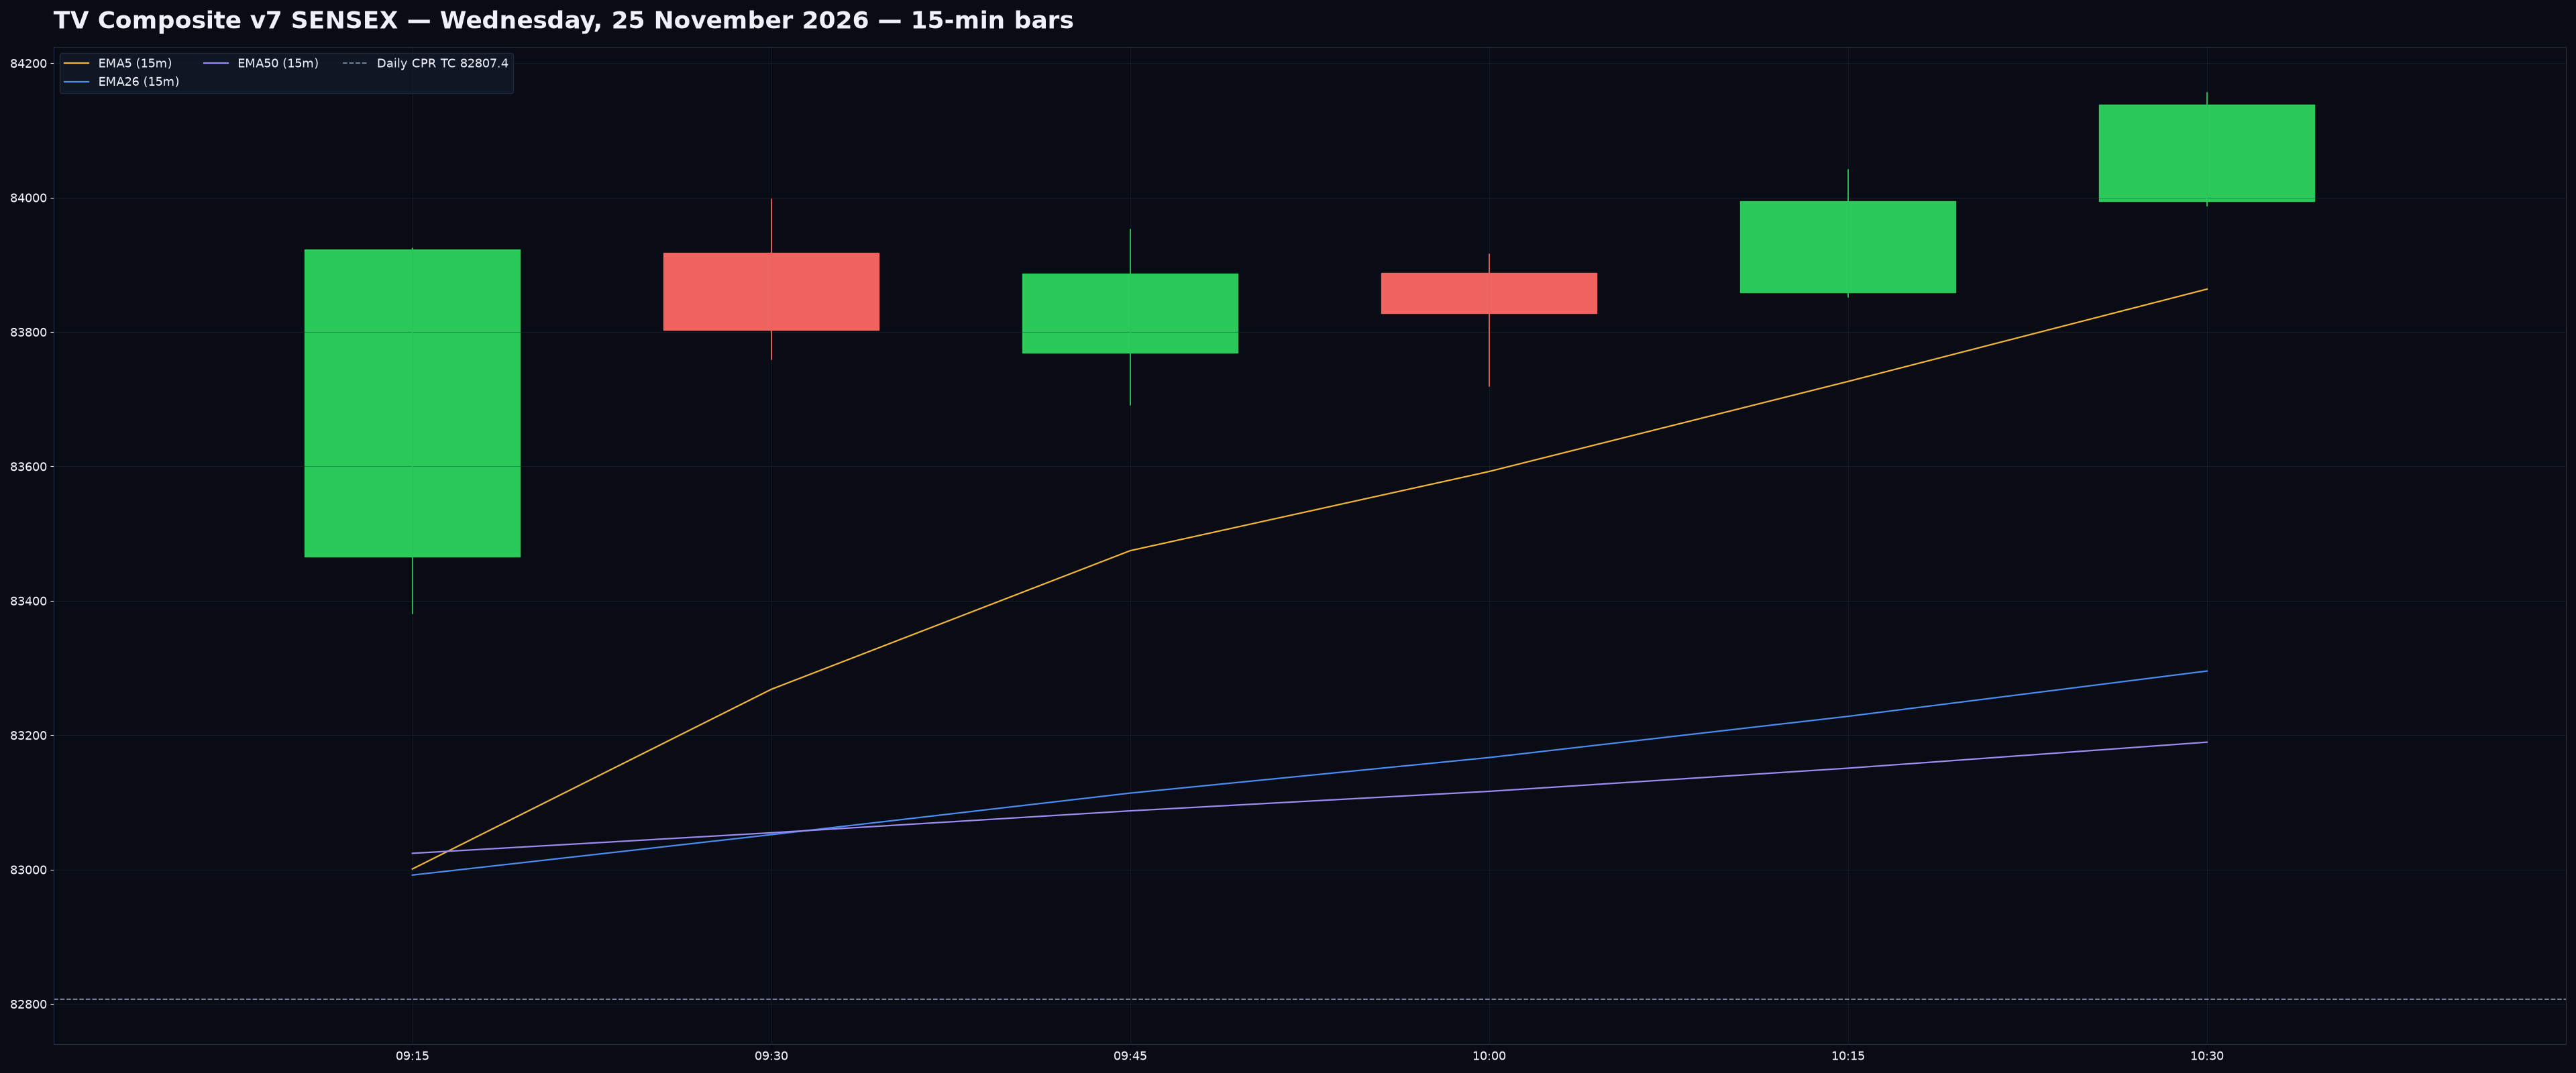 TV Composite v7 SENSEX — Wednesday, 25 November 2026 — 15-min bars
EMA5 (15m)
EMA26 (15m)
EMA50 (15m)
Daily CPR TC 82807.4
84200
84000
83800
83600
83400
83200
83000
82800
09:15 09:30 09:45 10:00 10:15 10:30